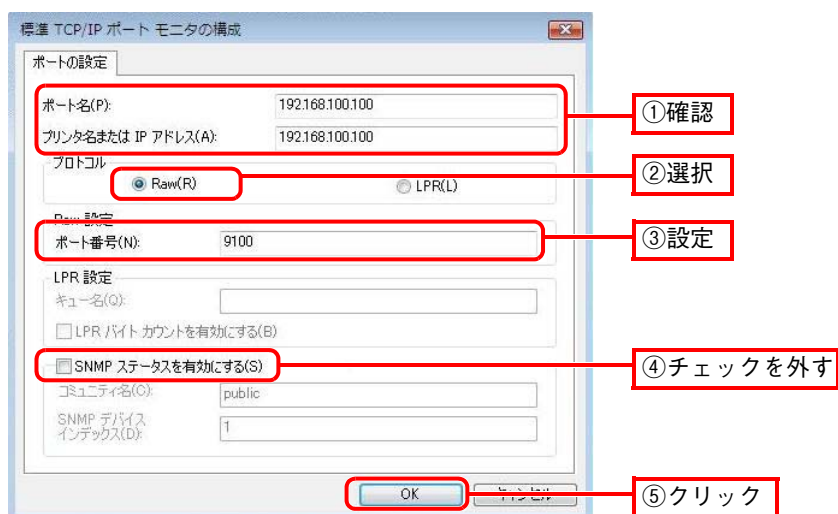 標準 TCP/IP ポート モニタの構成
ポートの設定
ポート名(P): 192.168.100.100
①確認
プリンタ名または IP アドレス(A): 192.168.100.100
プロトコル
Raw(R) LPR(L)
②選択
Raw 設定
ポート番号(N): 9100
③設定
LPR 設定
キュー名(Q):
LPR バイト カウントを有効にする(B)
SNMP ステータスを有効にする(S)
④チェックを外す
コミュニティ名(C): public
SNMP デバイス
インデックス(D): 1
OK キャンセル
⑤クリック